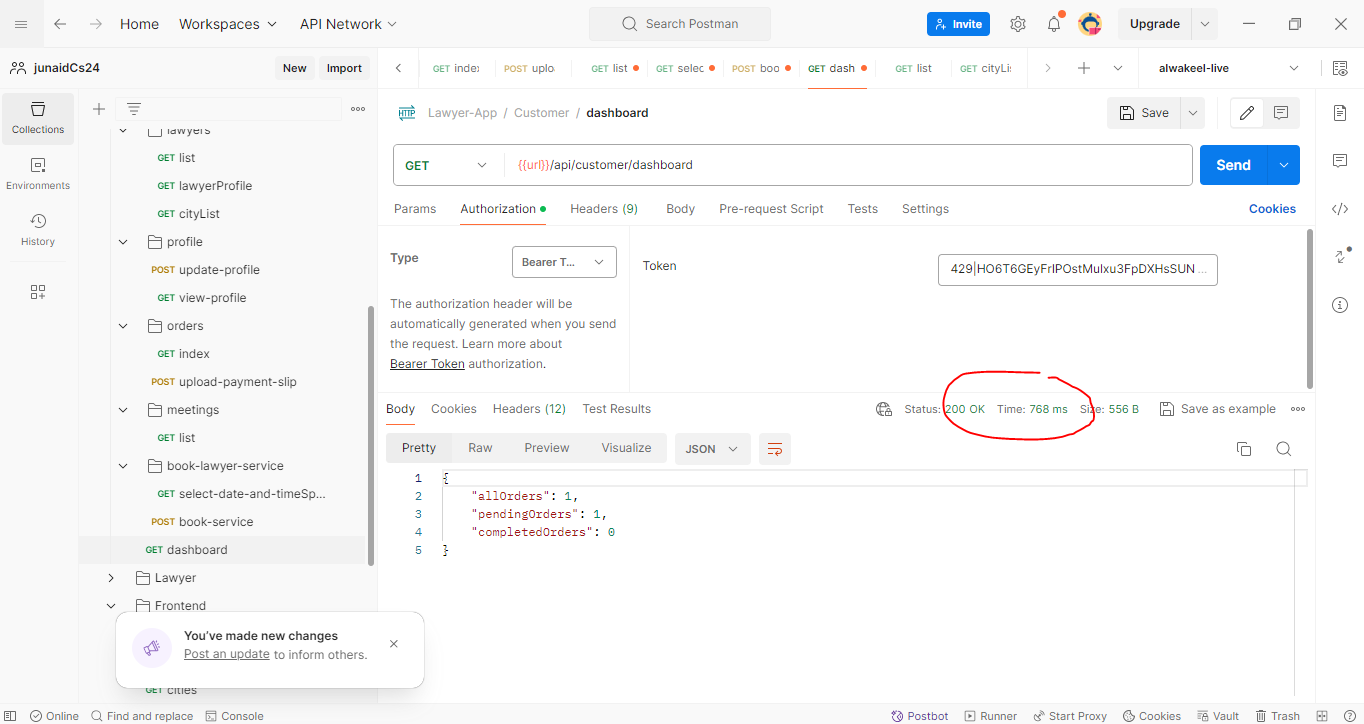 Home Workspaces API Network Search Postman Invite Upgrade
junaidCs24 New Import GET index POST uplo GET list GET selec POST boo GET dash GET list GET cityLi alwakeel-live
Collections
Environments
History
lawyers
GET list
GET lawyerProfile
GET cityList
profile
POST update-profile
GET view-profile
orders
GET index
POST upload-payment-slip
meetings
GET list
book-lawyer-service
GET select-date-and-timeSp...
POST book-service
GET dashboard
Lawyer
Frontend
GET cities
You've made new changes
Post an update to inform others.
HTTP Lawyer-App / Customer / dashboard Save
GET {{url}}/api/customer/dashboard Send
Params Authorization Headers (9) Body Pre-request Script Tests Settings Cookies
Type Bearer T...
The authorization header will be
automatically generated when you send
the request. Learn more about
Bearer Token authorization.
Token 429|HO6T6GEyFrIPOstMulxu3FpDXHsSUN ...
Body Cookies Headers (12) Test Results Status: 200 OK Time: 768 ms Size: 556 B Save as example
Pretty Raw Preview Visualize JSON
1 {
2 "allOrders": 1,
3 "pendingOrders": 1,
4 "completedOrders": 0
5 }
Online Find and replace Console Postbot Runner Start Proxy Cookies Vault Trash